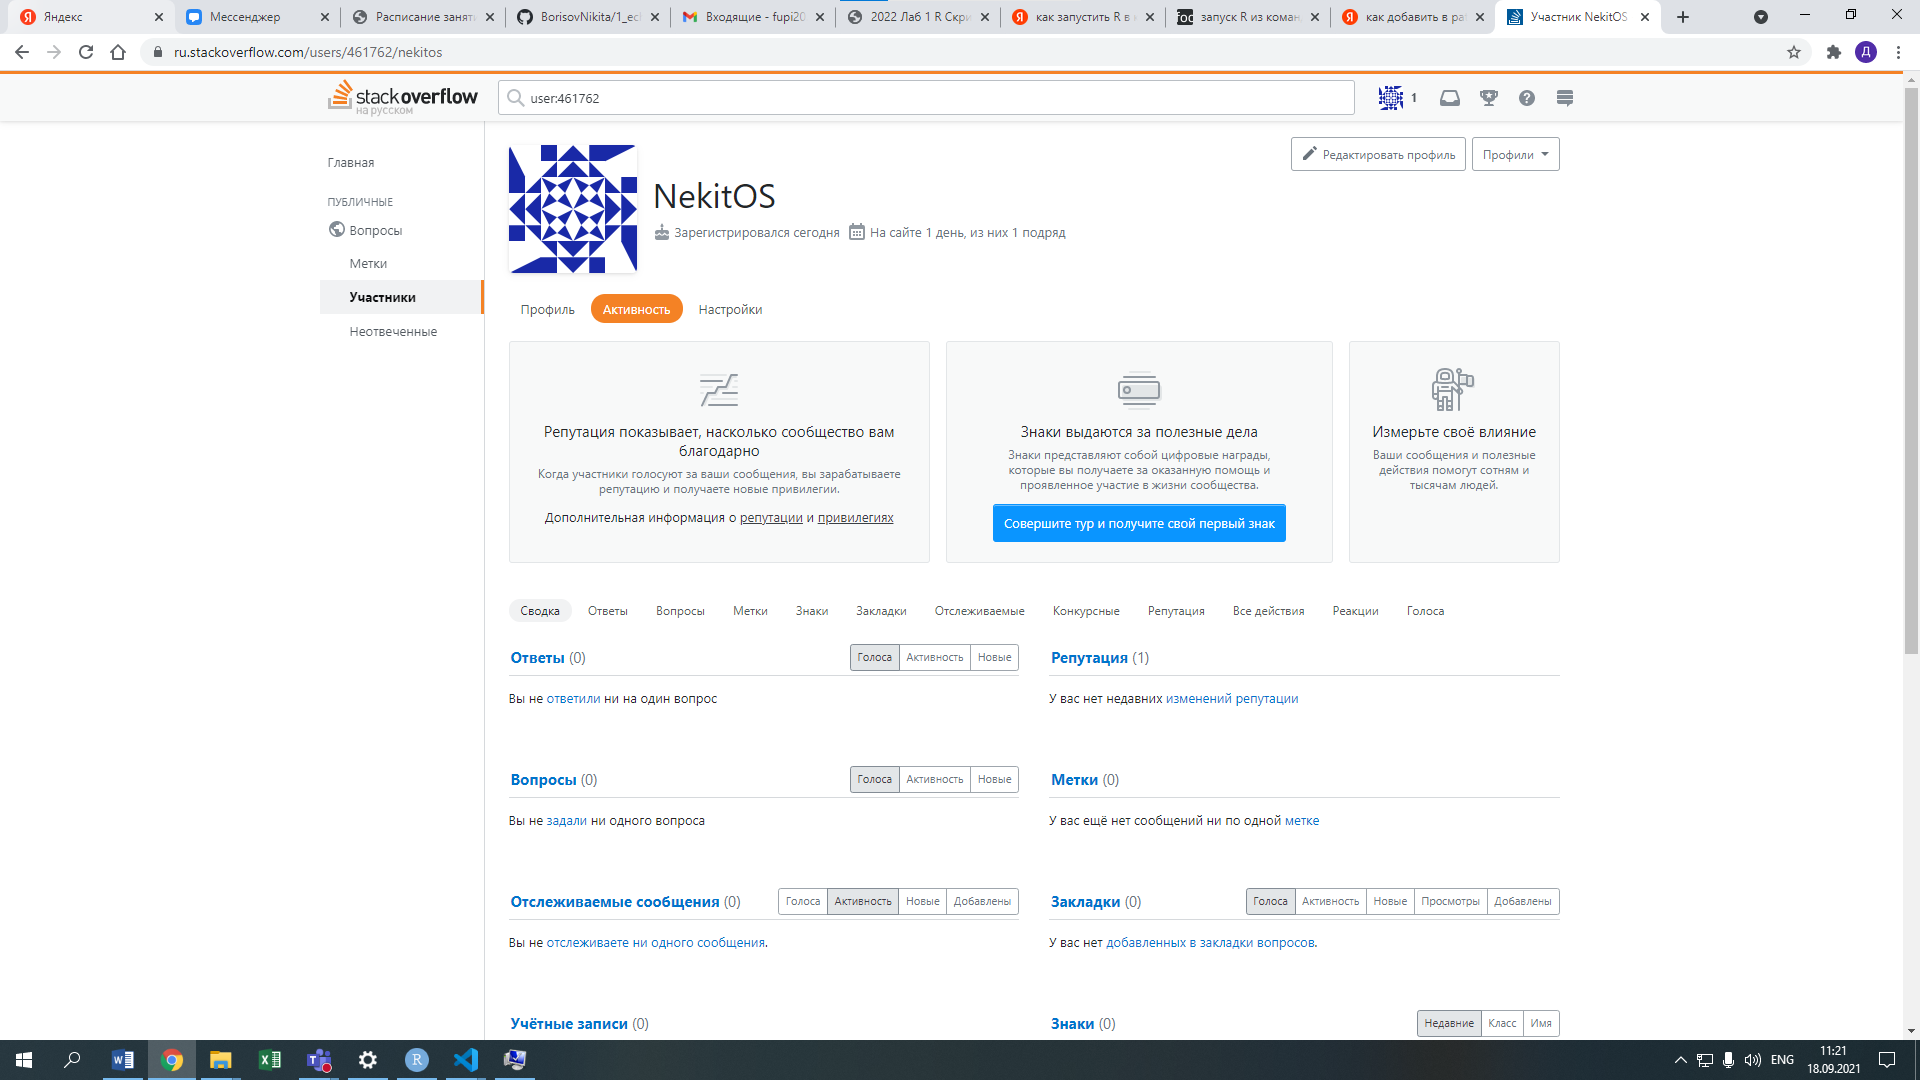 Яндекс
Мессенджер
Расписание занят
BorisovNikita/1_ec
Входящие - fupi20
2022 Лаб 1 R Скри
как запустить R в
запуск R из коман
как добавить в pa
Участник NekitOS
ru.stackoverflow.com/users/461762/nekitos
Д
stackoverflow
на русском
user:461762
1
Главная
ПУБЛИЧНЫЕ
Вопросы
Метки
Участники
Неотвеченные
Редактировать профиль
Профили
NekitOS
Зарегистрировался сегодня
На сайте 1 день, из них 1 подряд
Профиль
Активность
Настройки
Репутация показывает, насколько сообщество вам
благодарно
Когда участники голосуют за ваши сообщения, вы зарабатываете
репутацию и получаете новые привилегии.
Дополнительная информация о репутации и привилегиях
Знаки выдаются за полезные дела
Знаки представляют собой цифровые награды,
которые вы получаете за оказанную помощь и
проявленное участие в жизни сообщества.
Совершите тур и получите свой первый знак
Измерьте своё влияние
Ваши сообщения и полезные
действия помогут сотням и
тысячам людей.
Сводка Ответы Вопросы Метки Знаки Закладки Отслеживаемые Конкурсные Репутация Все действия Реакции Голоса
Ответы (0)
Голоса Активность Новые
Вы не ответили ни на один вопрос
Репутация (1)
У вас нет недавних изменений репутации
Вопросы (0)
Голоса Активность Новые
Вы не задали ни одного вопроса
Метки (0)
У вас ещё нет сообщений ни по одной метке
Отслеживаемые сообщения (0)
Голоса Активность Новые Добавлены
Вы не отслеживаете ни одного сообщения.
Закладки (0)
Голоса Активность Новые Просмотры Добавлены
У вас нет добавленных в закладки вопросов.
Учётные записи (0)
Знаки (0)
Недавние Класс Имя
ENG
11:21
18.09.2021